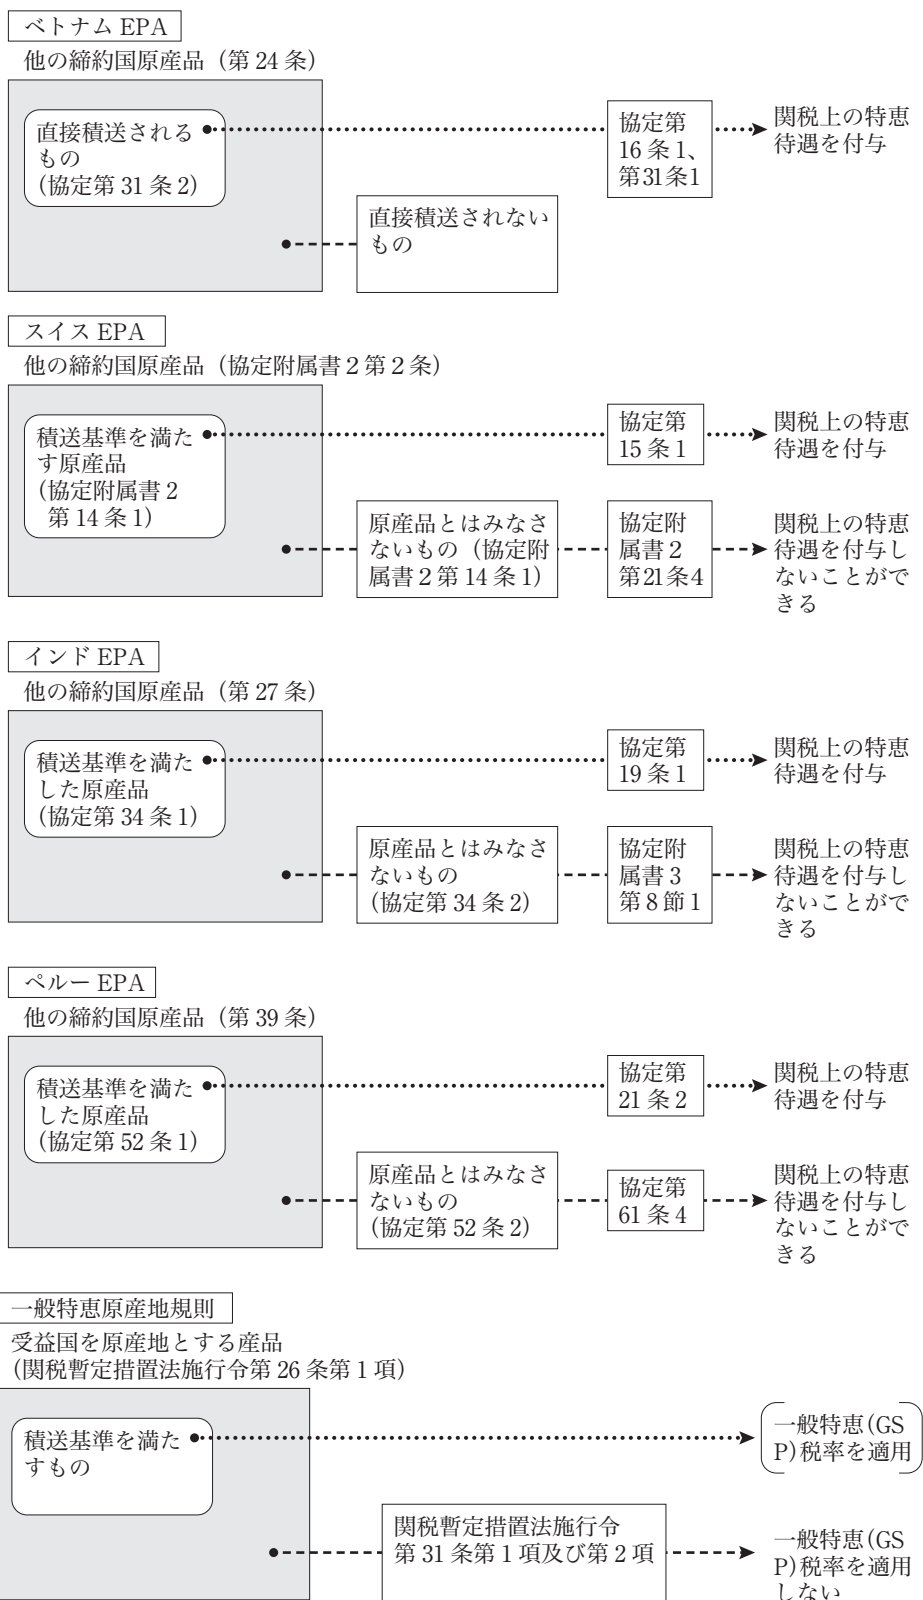 ベトナム EPA
他の締約国原産品（第 24 条）
直接積送される
もの
（協定第 31 条 2）
協定第
16 条 1、
第31条1
関税上の特恵
待遇を付与
直接積送されない
もの
スイス EPA
他の締約国原産品（協定附属書 2 第 2 条）
積送基準を満た
す原産品
（協定附属書 2
第 14 条 1）
協定第
15 条 1
関税上の特恵
待遇を付与
原産品とはみなさ
ないもの（協定附
属書 2 第 14 条 1）
協定附
属書 2
第21条4
関税上の特恵
待遇を付与し
ないことがで
きる
インド EPA
他の締約国原産品（第 27 条）
積送基準を満た
した原産品
（協定第 34 条 1）
協定第
19 条 1
関税上の特恵
待遇を付与
原産品とはみなさ
ないもの
（協定第 34 条 2）
協定附
属書 3
第 8 節 1
関税上の特恵
待遇を付与し
ないことがで
きる
ペルー EPA
他の締約国原産品（第 39 条）
積送基準を満た
した原産品
（協定第 52 条 1）
協定第
21 条 2
関税上の特恵
待遇を付与
原産品とはみなさ
ないもの
（協定第 52 条 2）
協定第
61 条 4
関税上の特恵
待遇を付与し
ないことがで
きる
一般特恵原産地規則
受益国を原産地とする産品
（関税暫定措置法施行令第 26 条第 1 項）
積送基準を満た
すもの
一般特恵(GS
P)税率を適用
関税暫定措置法施行令
第 31 条第 1 項及び第 2 項
一般特恵(GS
P)税率を適用
しない